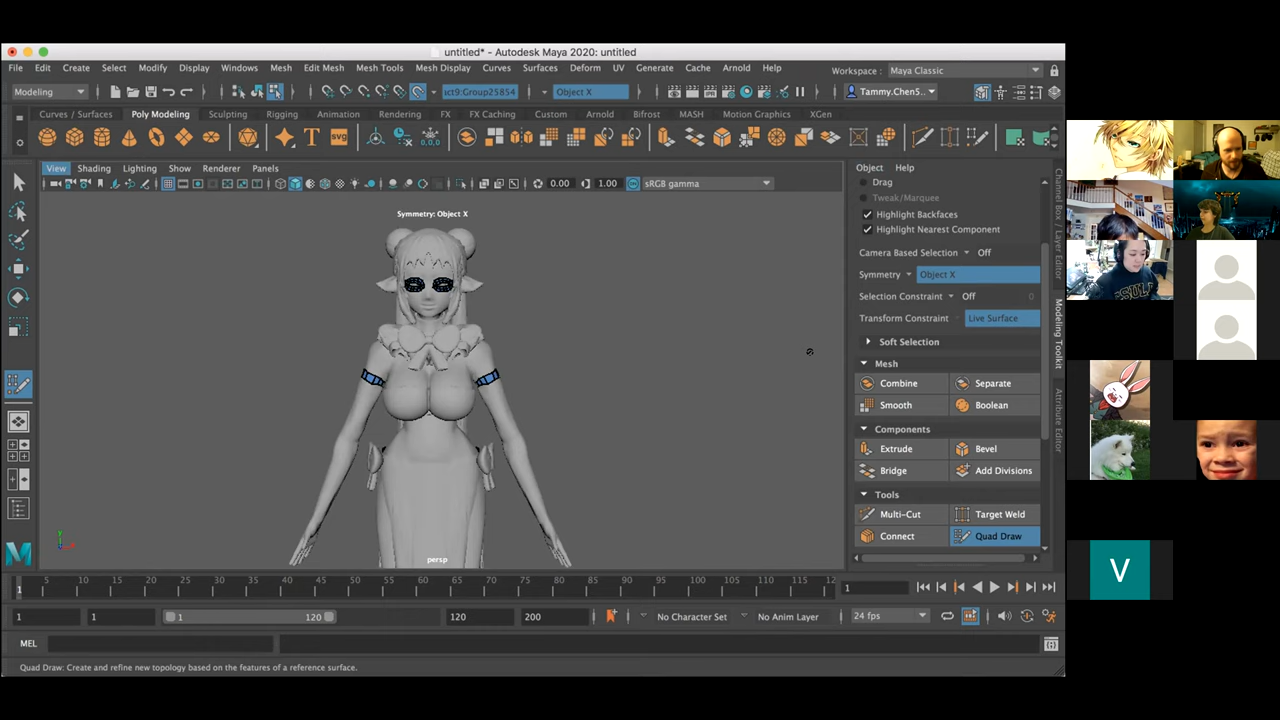 untitled* - Autodesk Maya 2020: untitled
File Edit Create Select Modify Display Windows Mesh Edit Mesh Mesh Tools Mesh Display Curves Surfaces Deform UV Generate Cache Arnold Help
Workspace : Maya Classic
Modeling uct9:Group25854 Object X Tammy.Chen5...
Curves / Surfaces Poly Modeling Sculpting Rigging Animation Rendering FX FX Caching Custom Arnold Bifrost MASH Motion Graphics XGen
View Shading Lighting Show Renderer Panels
0.00 1.00 sRGB gamma
Symmetry: Object X
persp
Object Help
Drag
Tweak/Marquee
Highlight Backfaces
Highlight Nearest Component
Camera Based Selection Off
Symmetry Object X
Selection Constraint Off 0
Transform Constraint Live Surface
Soft Selection
Mesh
Combine Separate
Smooth Boolean
Components
Extrude Bevel
Bridge Add Divisions
Tools
Multi-Cut Target Weld
Connect Quad Draw
Channel Box / Layer Editor
Modeling Toolkit
Attribute Editor
V
5 10 15 20 25 30 35 40 45 50 55 60 65 70 75 80 85 90 95 100 105 110 115 12
1 1
1 1 1 120 120 200 No Character Set No Anim Layer 24 fps
MEL
Quad Draw: Create and refine new topology based on the features of a reference surface.